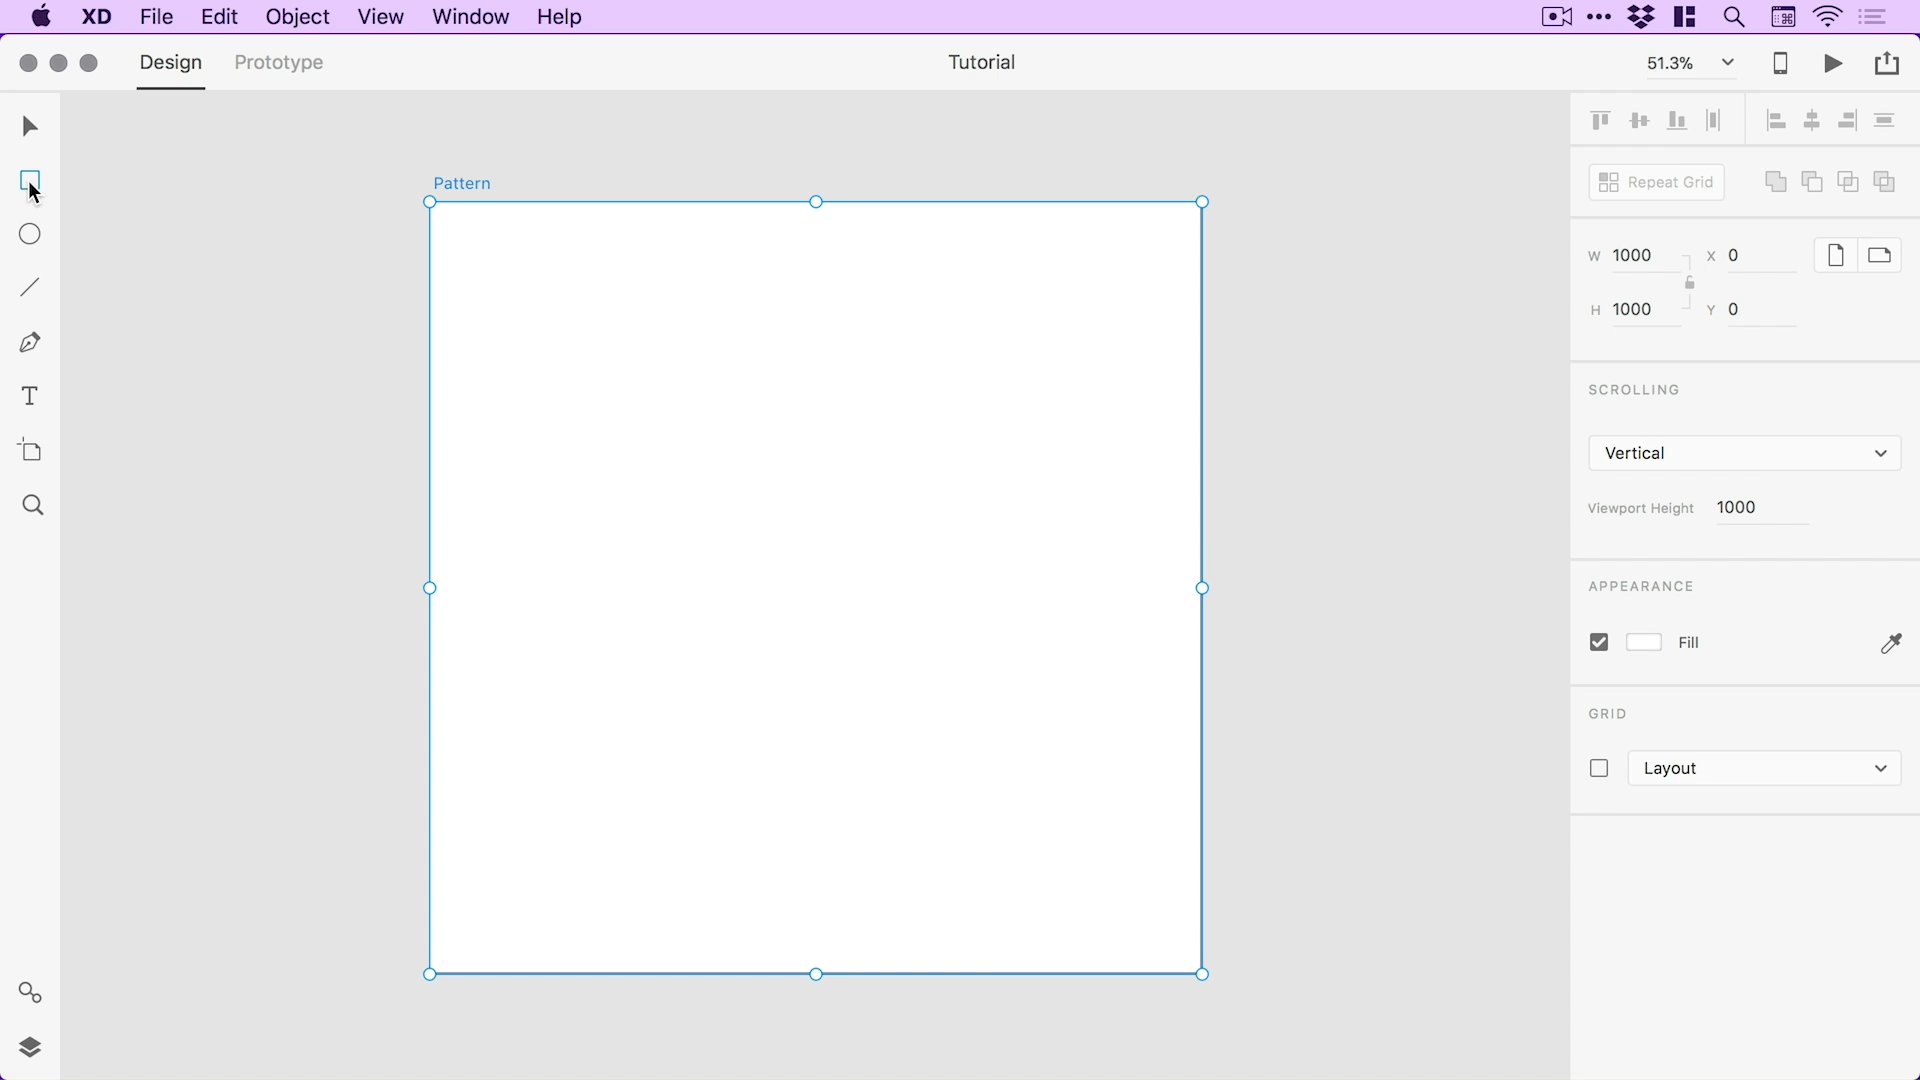 XD File Edit Object View Window Help
Design Prototype Tutorial 51.3%
Pattern
Repeat Grid
W 1000 X 0
H 1000 Y 0
SCROLLING
Vertical
Viewport Height 1000
APPEARANCE
Fill
GRID
Layout